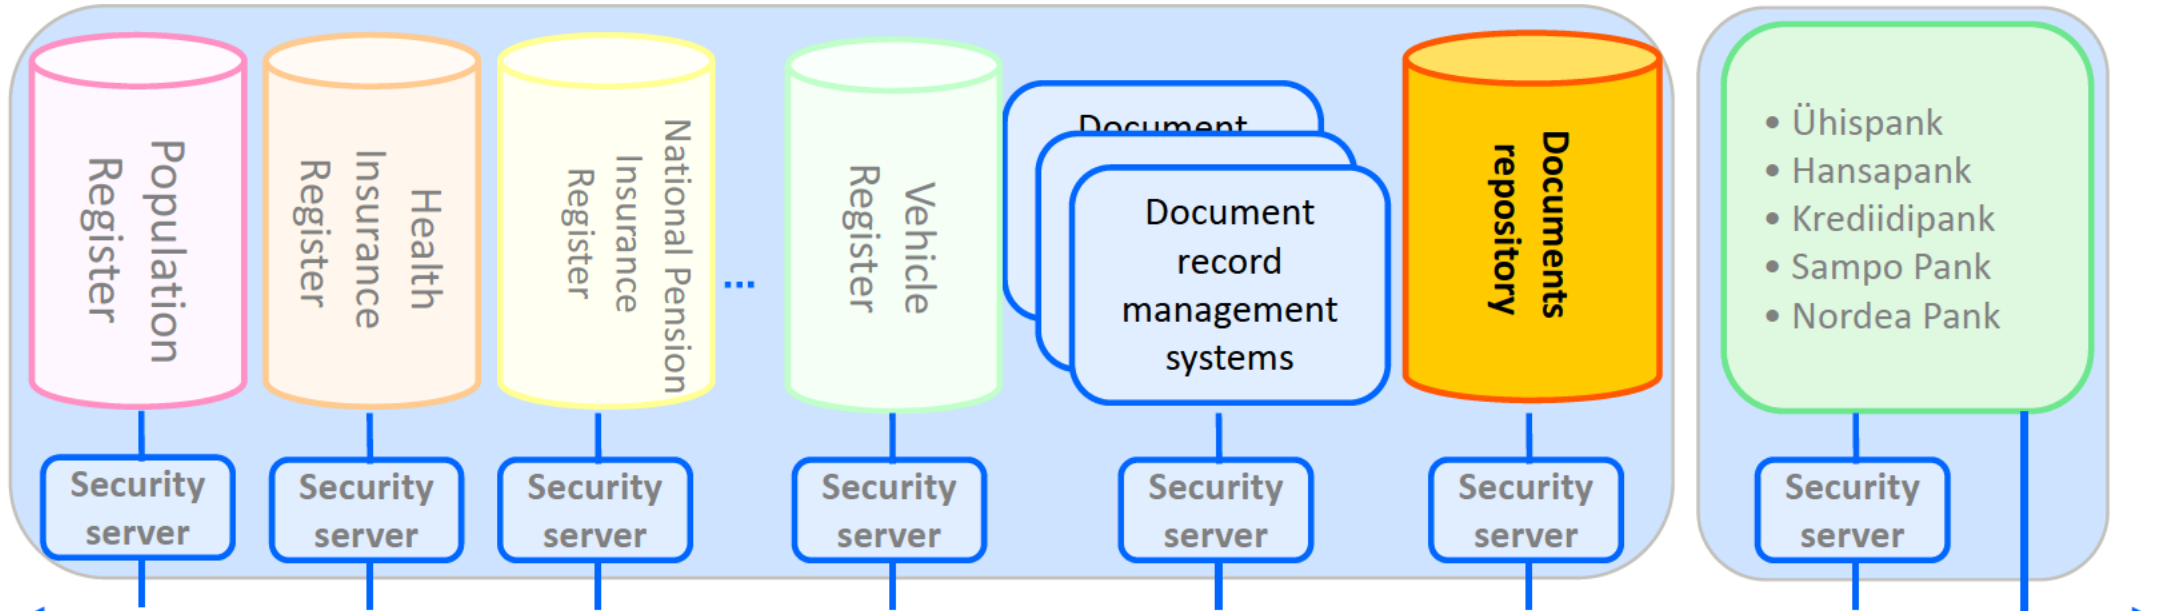 Population
Register
Health
Insurance
Register
National Pension
Insurance
Register
...
Vehicle
Register
Document
Document
record
management
systems
Documents
repository
• Ühispank
• Hansapank
• Krediidipank
• Sampo Pank
• Nordea Pank
Security
server
Security
server
Security
server
Security
server
Security
server
Security
server
Security
server